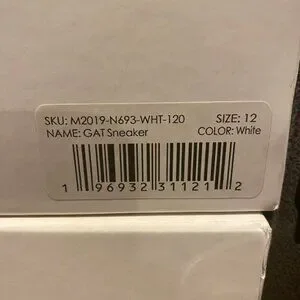 SKU: M2019-N693-WHT-120 SIZE: 12
NAME: GAT Sneaker COLOR: White
1 96932 31121 2